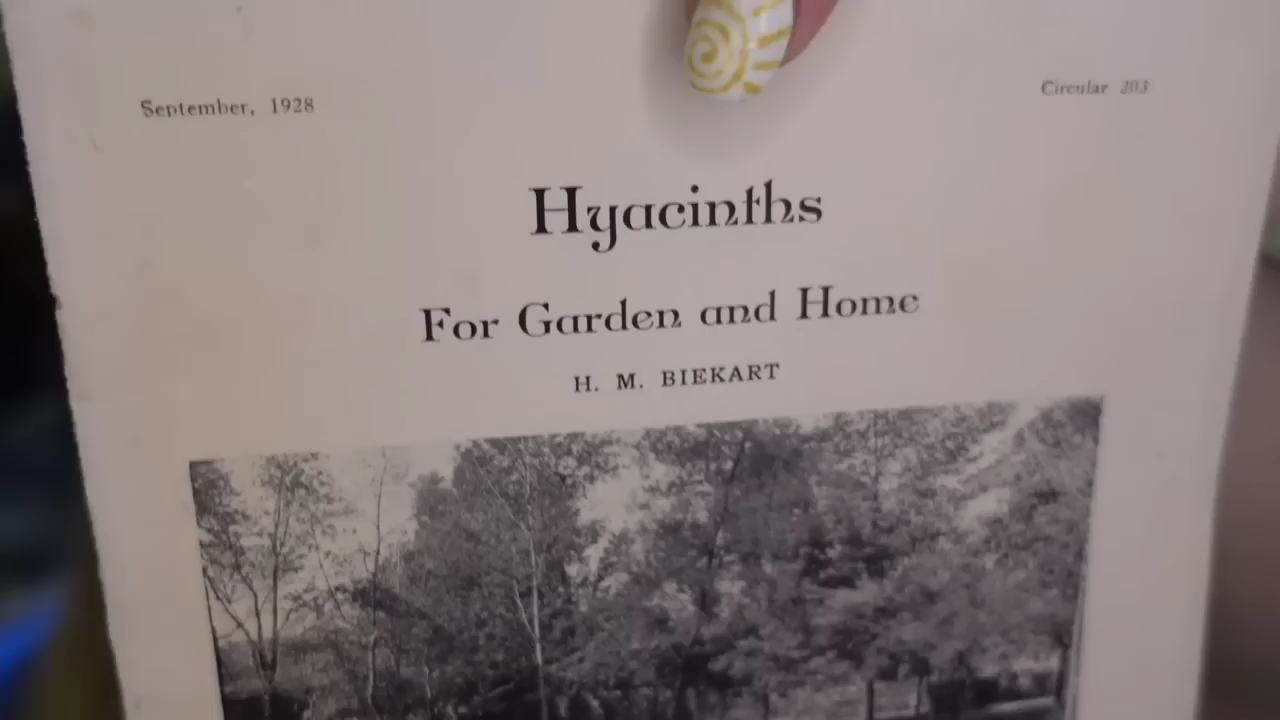 September, 1928
Circular 203
Hyacinths
For Garden and Home
H. M. BIEKART